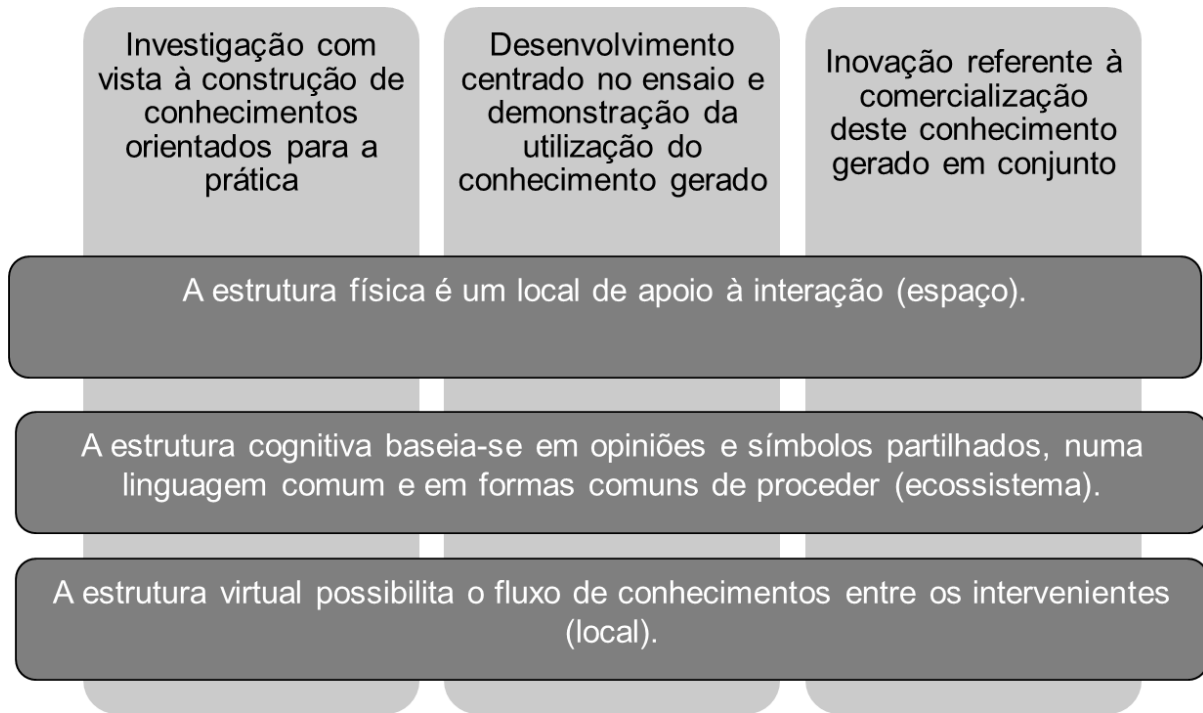 Investigação com
vista à construção de
conhecimentos
orientados para a
prática
Desenvolvimento
centrado no ensaio e
demonstração da
utilização do
conhecimento gerado
Inovação referente à
comercialização
deste conhecimento
gerado em conjunto
A estrutura física é um local de apoio à interação (espaço).
A estrutura cognitiva baseia-se em opiniões e símbolos partilhados, numa
linguagem comum e em formas comuns de proceder (ecossistema).
A estrutura virtual possibilita o fluxo de conhecimentos entre os intervenientes
(local).